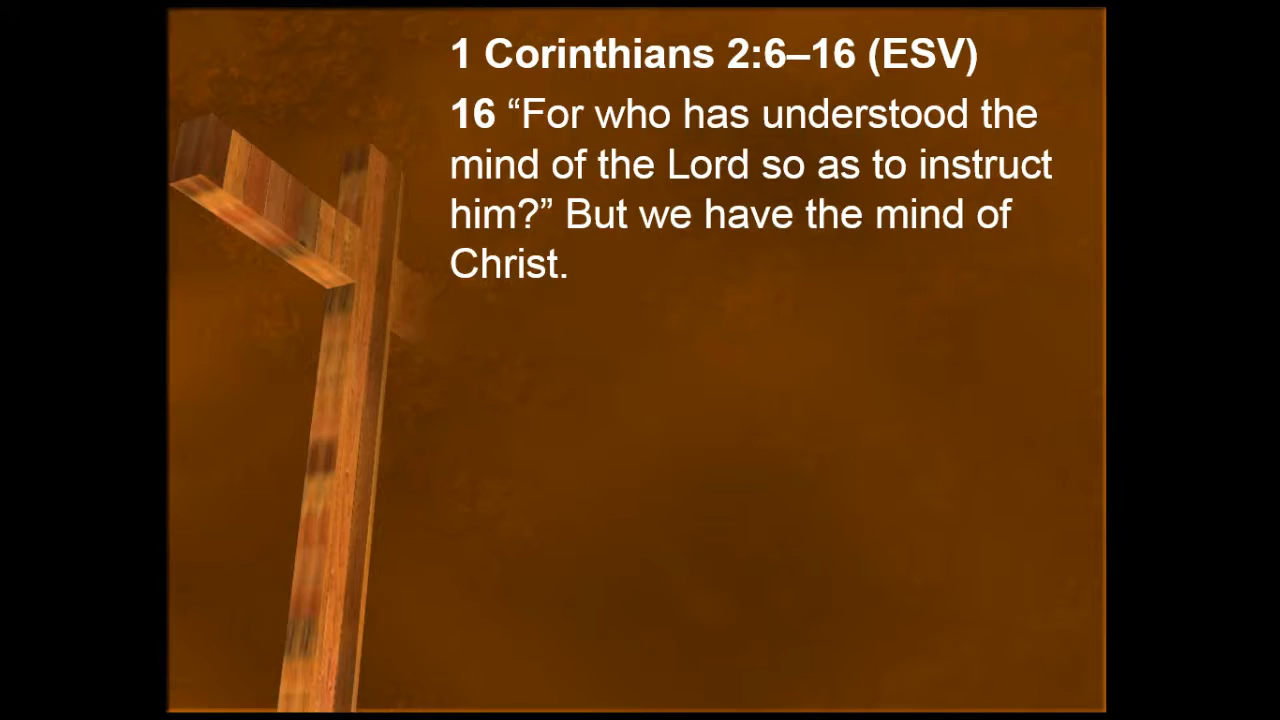 1 Corinthians 2:6–16 (ESV)
16 “For who has understood the
mind of the Lord so as to instruct
him?” But we have the mind of
Christ.